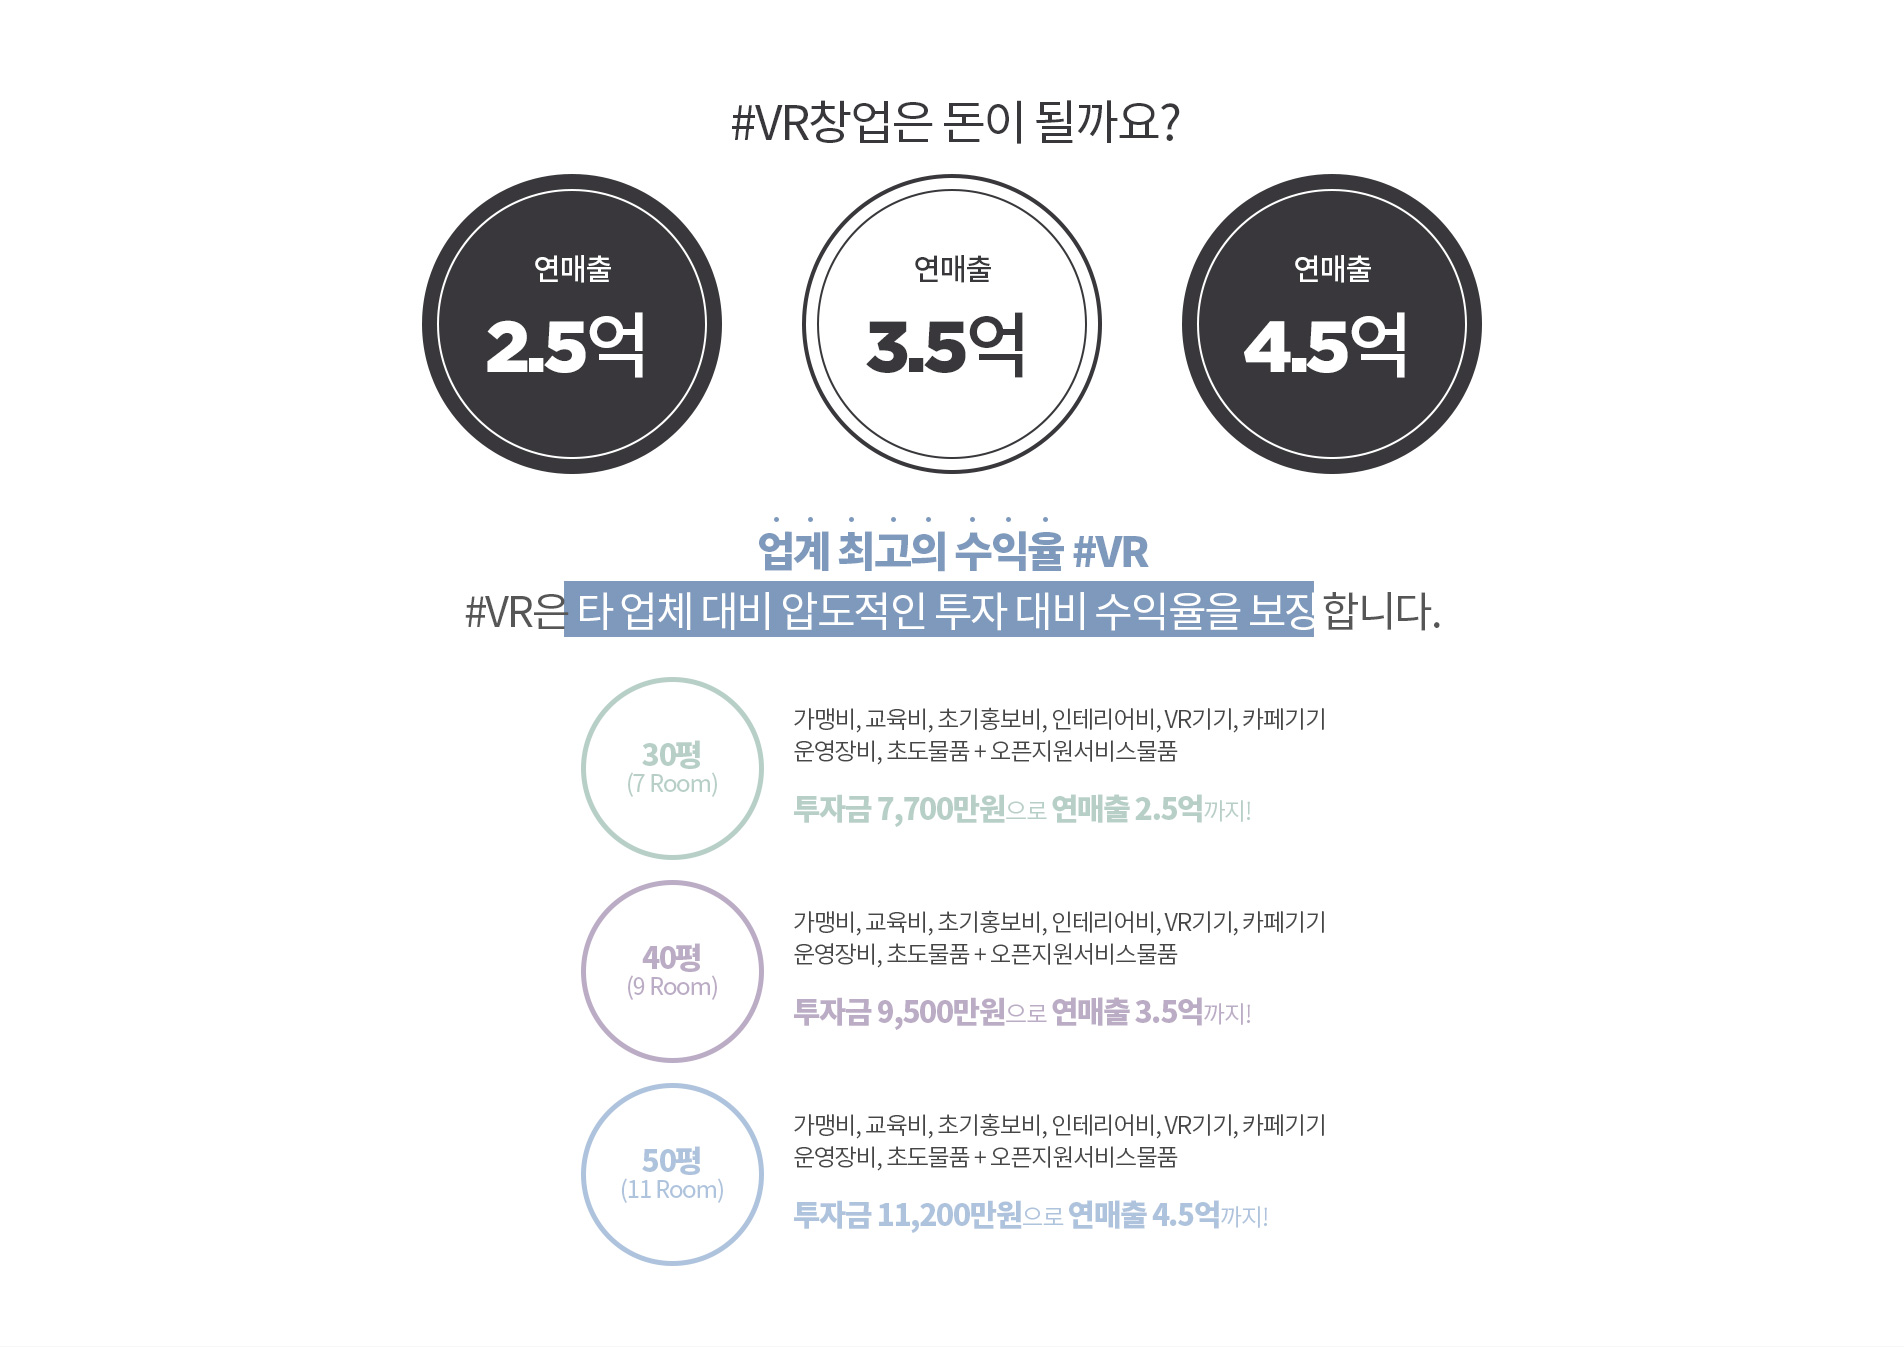 #VR창업은 돈이 될까요?
연매출
2.5억
연매출
3.5억
연매출
4.5억
업계 최고의 수익율 #VR
#VR은 타 업체 대비 압도적인 투자 대비 수익율을 보장합니다.
30평
(7 Room)
가맹비, 교육비, 초기홍보비, 인테리어비, VR기기, 카페기기
운영장비, 초도물품 + 오픈지원서비스물품
투자금 7,700만원으로 연매출 2.5억까지!
40평
(9 Room)
가맹비, 교육비, 초기홍보비, 인테리어비, VR기기, 카페기기
운영장비, 초도물품 + 오픈지원서비스물품
투자금 9,500만원으로 연매출 3.5억까지!
50평
(11 Room)
가맹비, 교육비, 초기홍보비, 인테리어비, VR기기, 카페기기
운영장비, 초도물품 + 오픈지원서비스물품
투자금 11,200만원으로 연매출 4.5억까지!